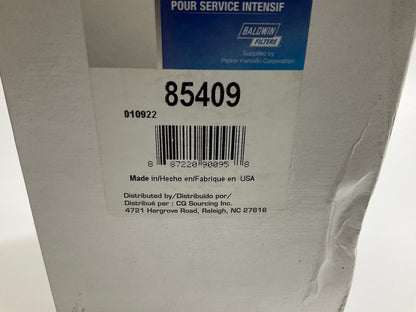 POUR SERVICE INTENSIF
BALDWIN
FILTERS
Supplied by
Parker Hannifin Corporation
85409
010922
8 87220 90095 8
Made in/Hecho en/Fabriqué en USA
Distributed by/Distribuido por/
Distribué par : CQ Sourcing Inc.
4721 Hargrove Road, Raleigh, NC 27616